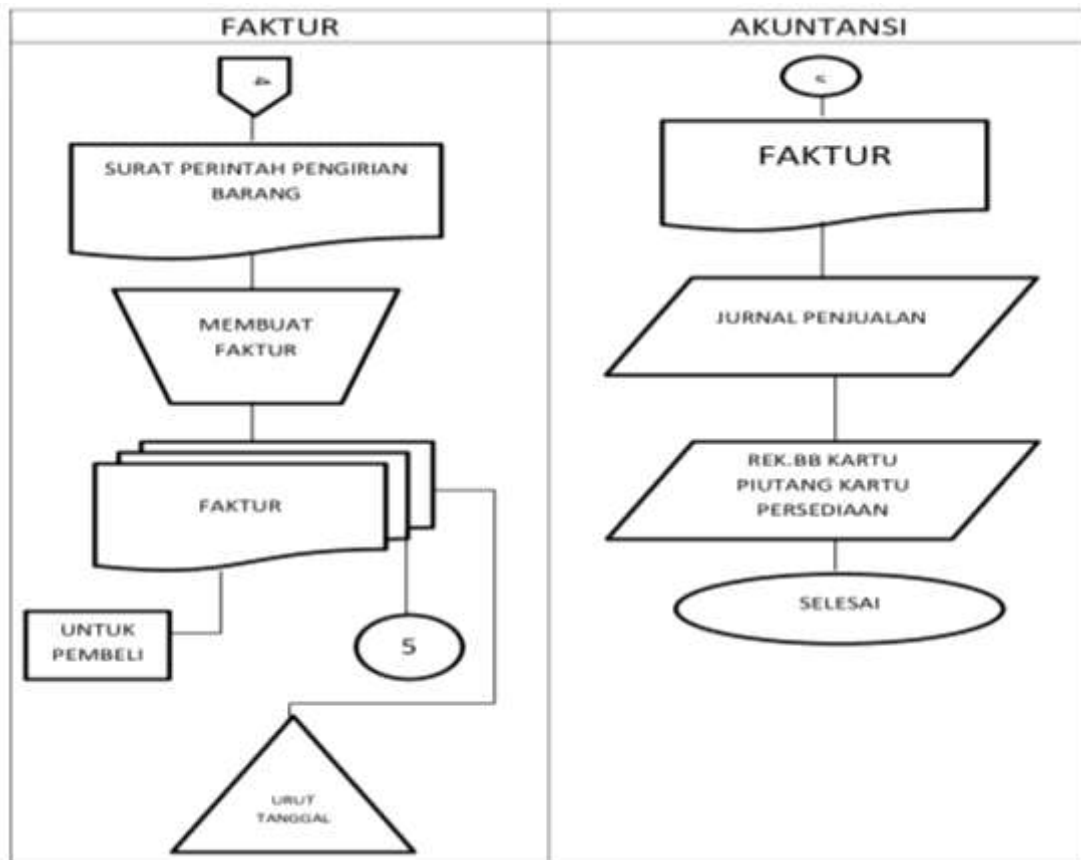 FAKTUR
AKUNTANSI
4
SURAT PERINTAH PENGIRIAN
BARANG
MEMBUAT
FAKTUR
FAKTUR
UNTUK
PEMBELI
5
URUT
TANGGAL
FAKTUR
JURNAL PENJUALAN
REK.BB KARTU
PIUTANG KARTU
PERSEDIAAN
SELESAI